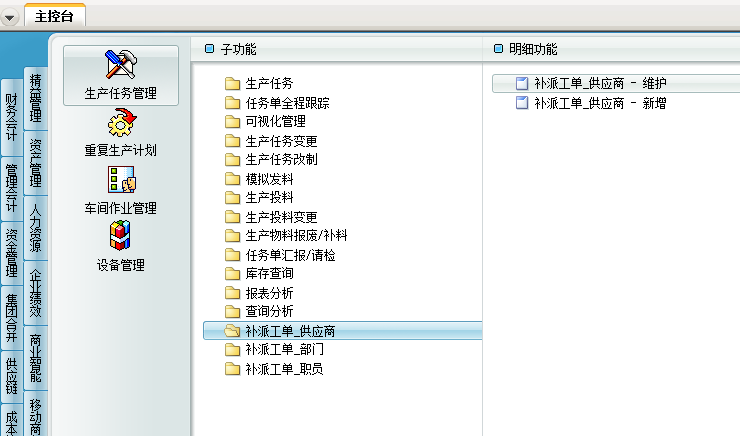 主控台
财务会计
管理会计
资金管理
集团合并
供应链
成本
精益管理
资产管理
人力资源
企业绩效
商业智能
移动商
生产任务管理
重复生产计划
车间作业管理
设备管理
子功能
生产任务
任务单全程跟踪
可视化管理
生产任务变更
生产任务改制
模拟发料
生产投料
生产投料变更
生产物料报废/补料
任务单汇报/请检
库存查询
报表分析
查询分析
补派工单_供应商
补派工单_部门
补派工单_职员
明细功能
补派工单_供应商 - 维护
补派工单_供应商 - 新增